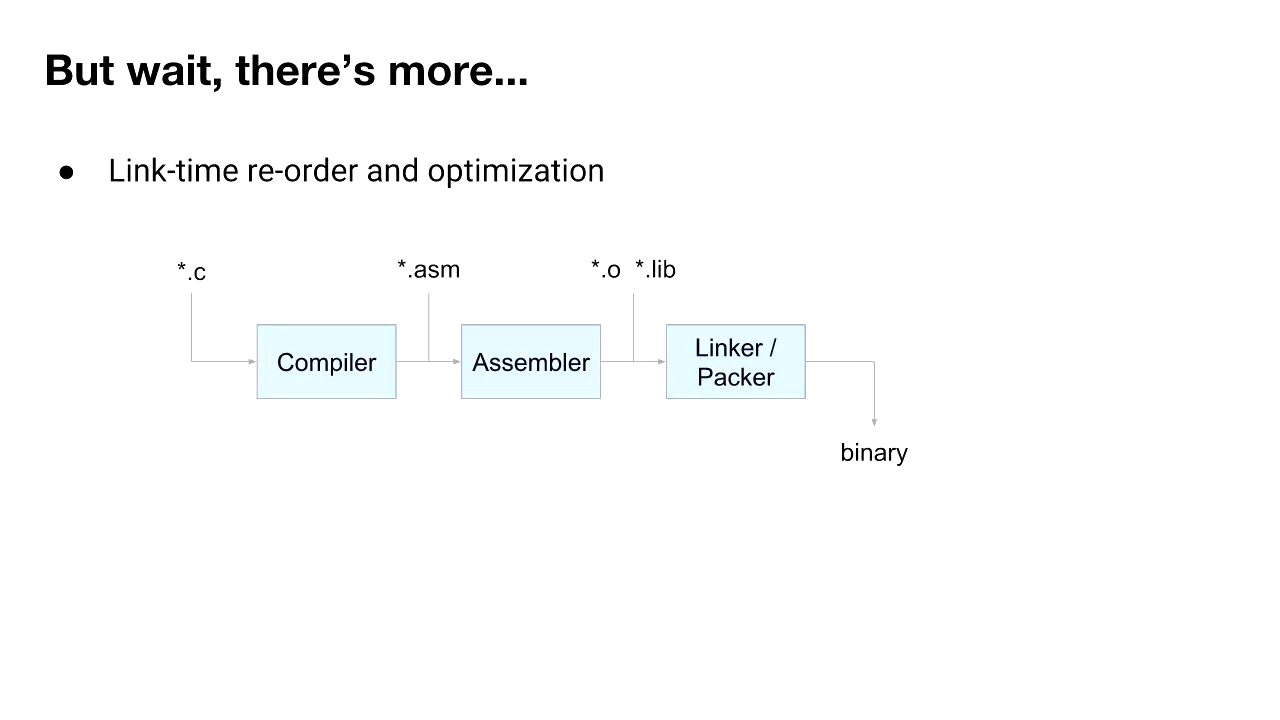 But wait, there’s more...
● Link-time re-order and optimization
*.c
*.asm
*.o *.lib
Compiler
Assembler
Linker /
Packer
binary